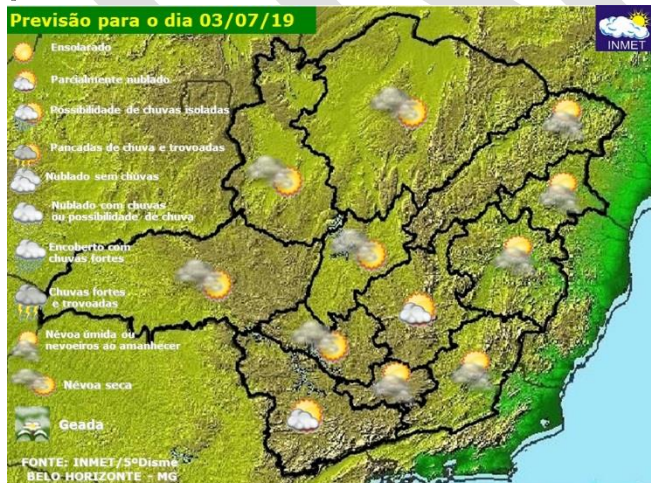 Previsão para o dia 03/07/19
INMET
Ensolarado
Parcialmente nublado
Possibilidade de chuvas isoladas
Pancadas de chuva e trovoadas
Nublado sem chuvas
Nublado com chuvas
ou possibilidade de chuva
Encoberto com
chuvas fortes
Chuvas fortes
e trovoadas
Névoa úmida ou
nevoeiros ao amanhecer
Névoa seca
Geada
FONTE: INMET/5ºDisme
BELO HORIZONTE - MG